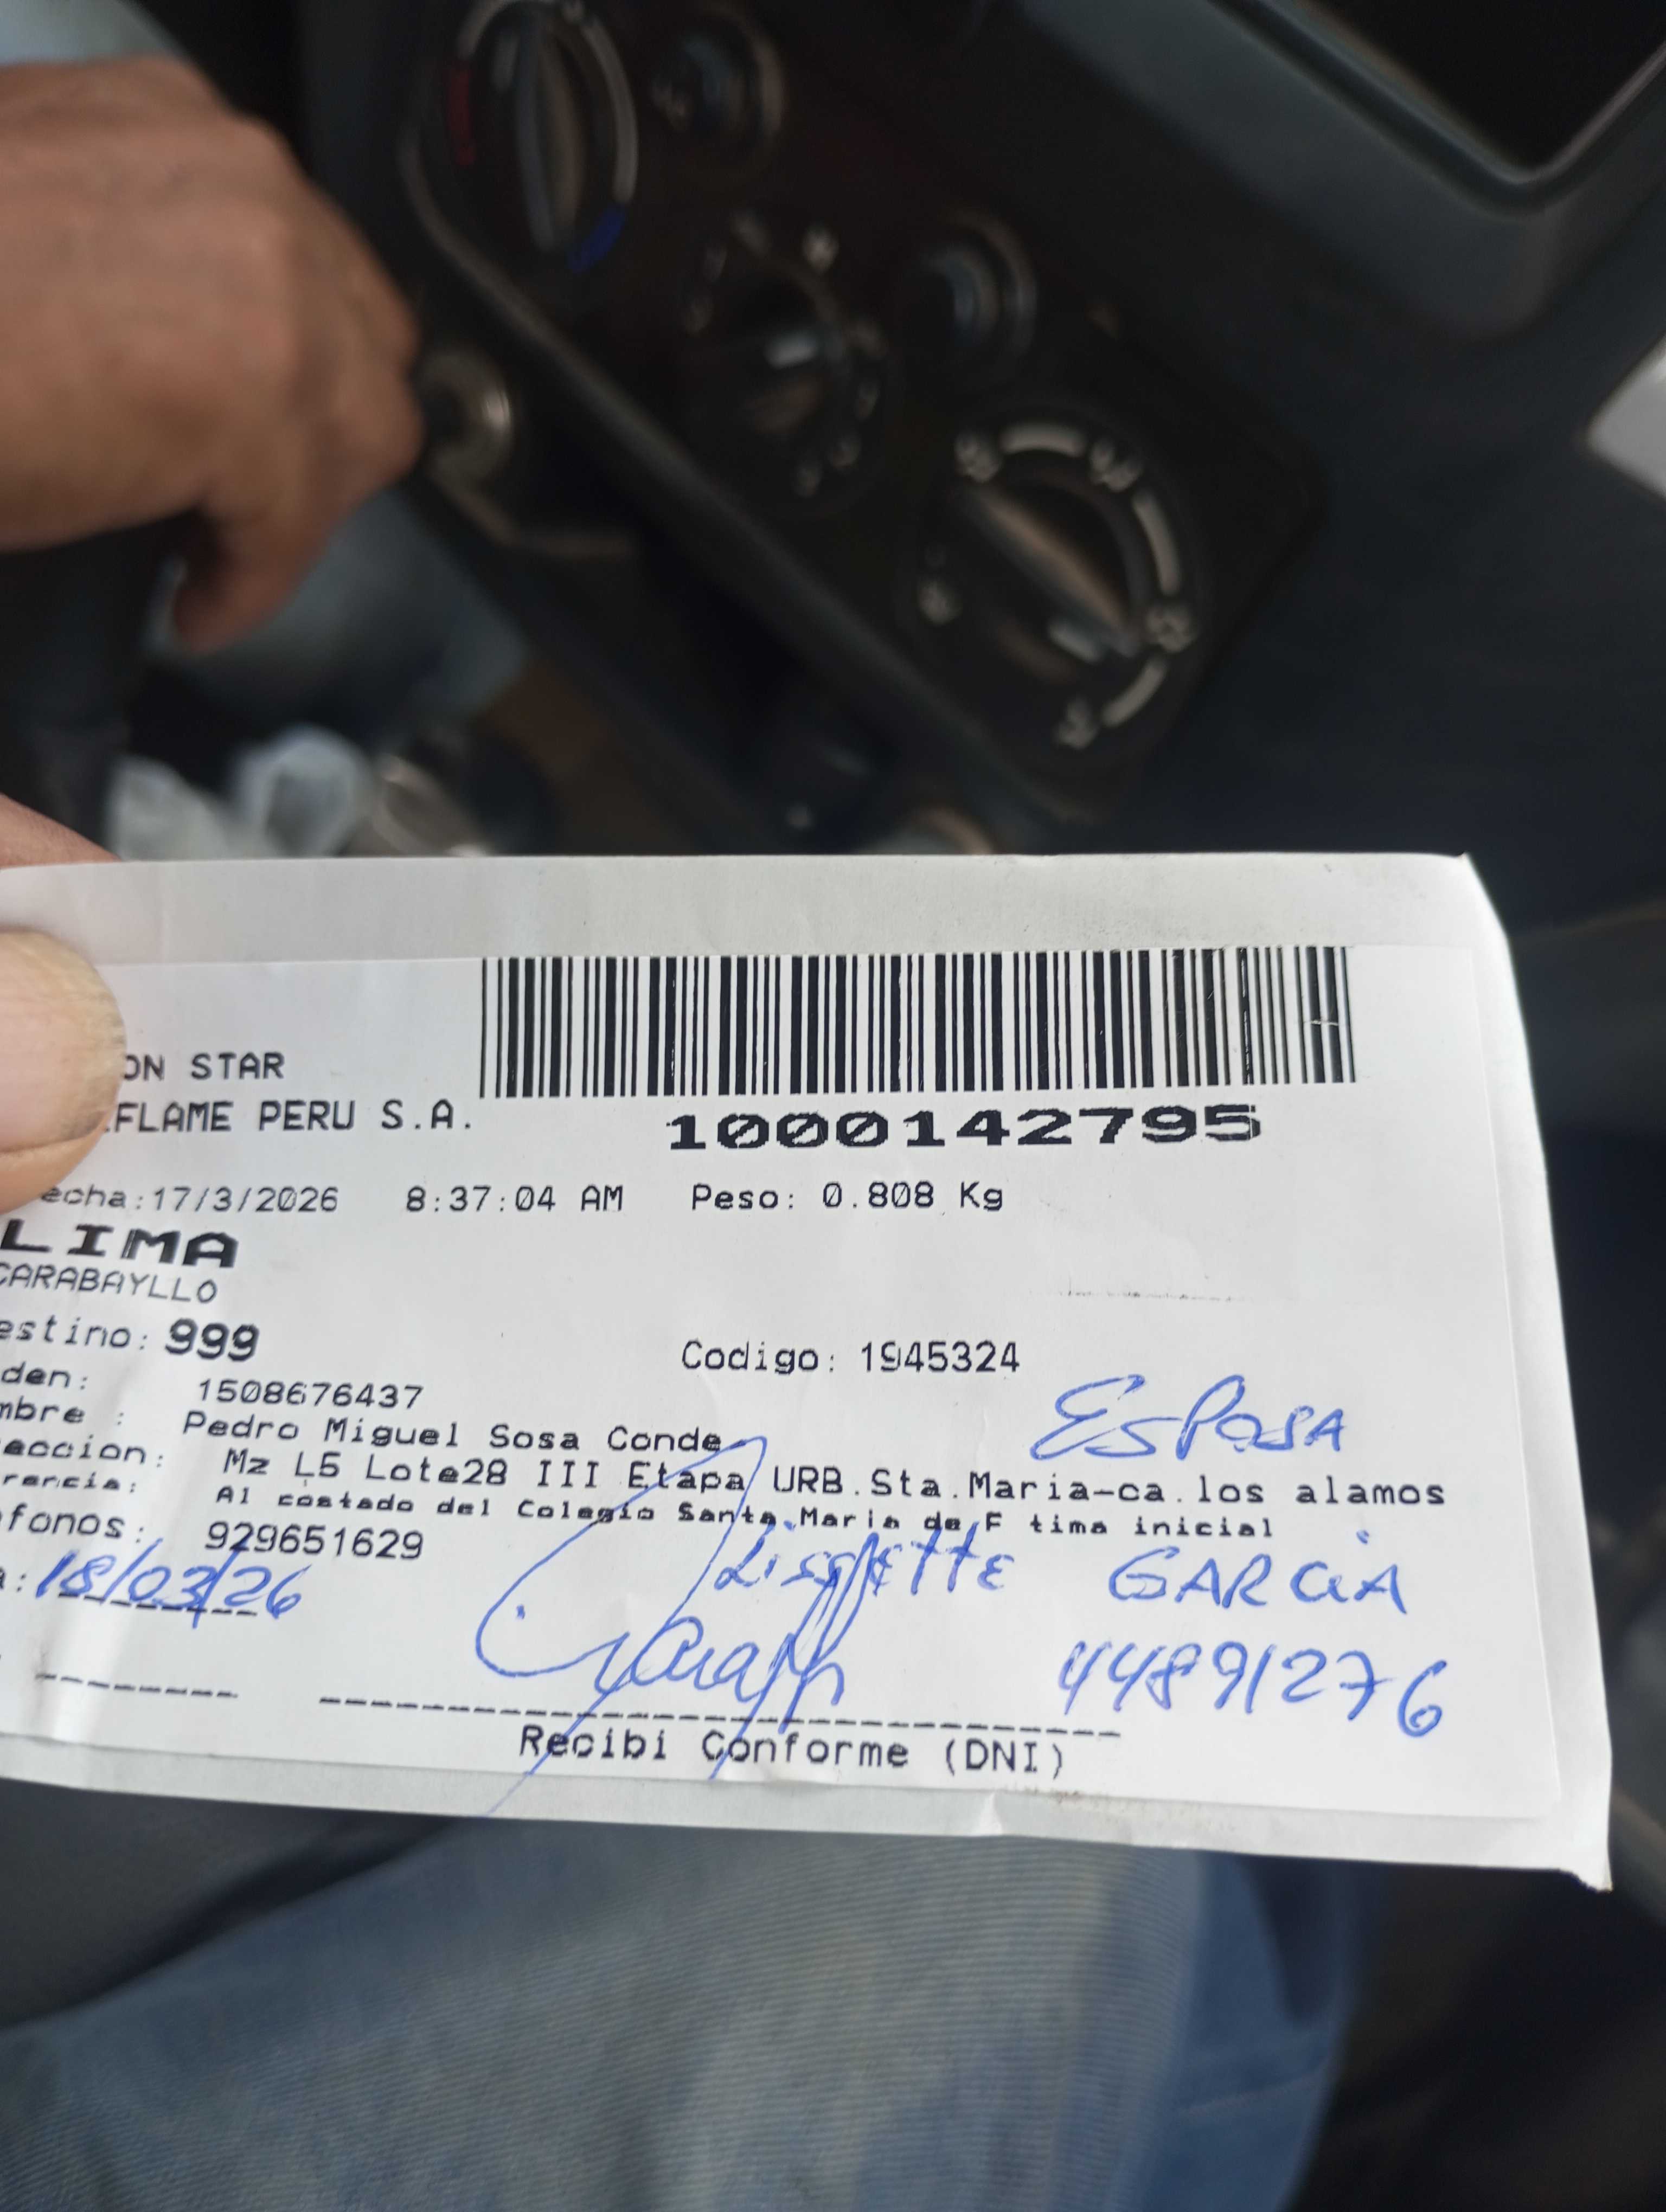 ON STAR
FLAME PERU S.A.
1000142795
echa:17/3/2026 8:37:04 AM Peso: 0.808 Kg
LIMA
CARABAYLLO
estino: 999 Codigo: 1945324
den: 1508676437
mbre : Pedro Miguel Sosa Conde
ESPOSA
eccion: Mz L5 Lote28 III Etapa URB.Sta.Maria-ca.los alamos
rencia: Al costado del Colegio Santa Maria de F tima inicial
fonos: 929651629
Lissette GARCIA
a: 18/03/26
44891276
Recibi Conforme (DNI)